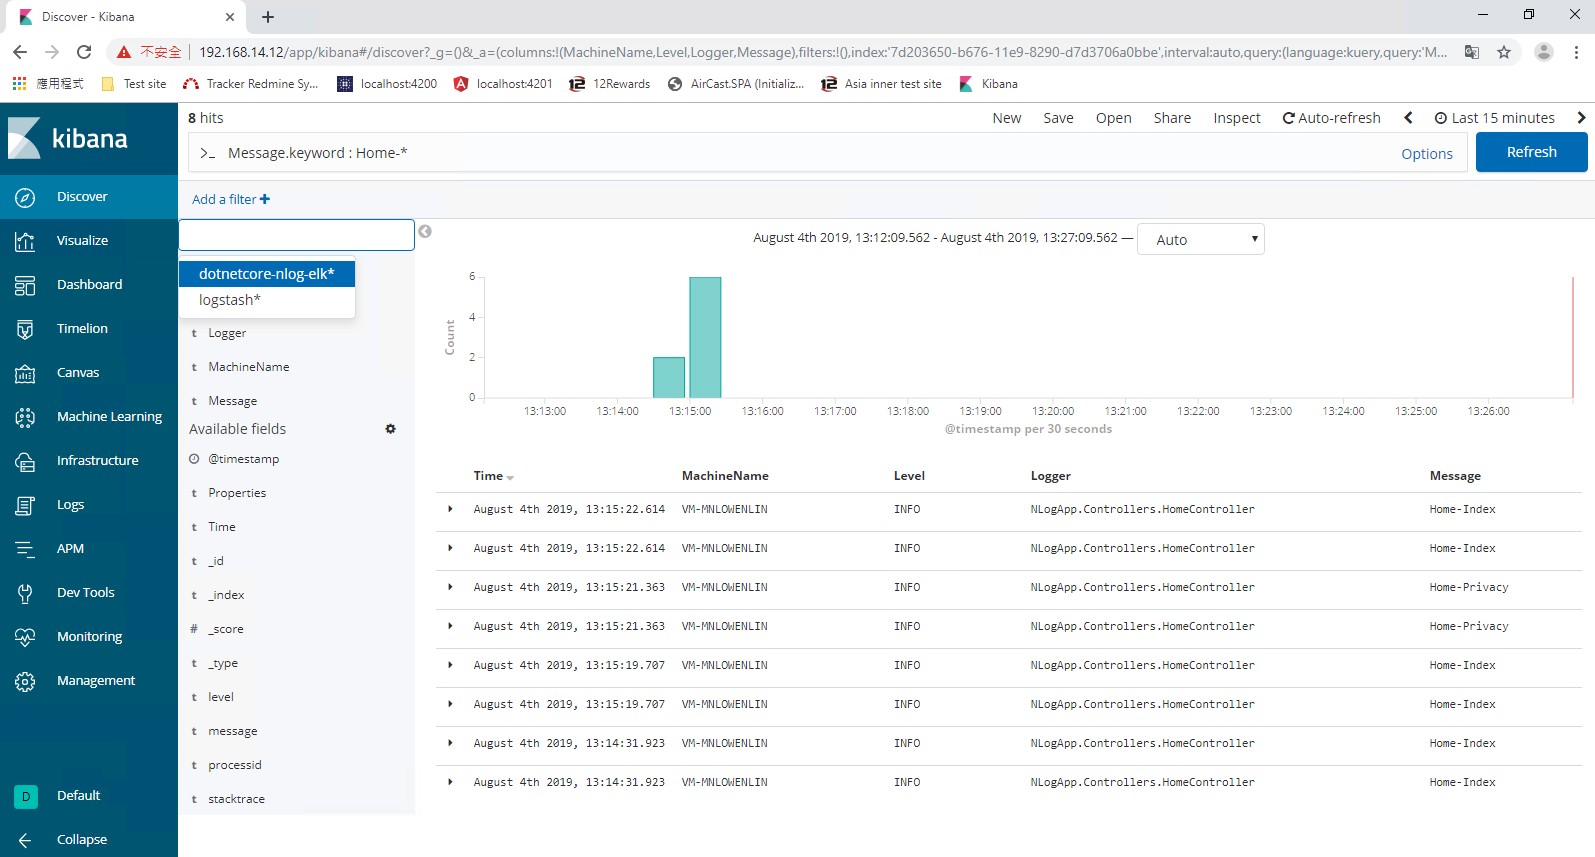 Discover - Kibana
不安全 192.168.14.12/app/kibana#/discover?_g=()&_a=(columns:!(MachineName,Level,Logger,Message),filters:!(),index:'7d203650-b676-11e9-8290-d7d3706a0bbe',interval:auto,query:(language:kuery,query:'M...
應用程式 Test site Tracker Redmine Sy... localhost:4200 localhost:4201 12Rewards AirCast.SPA (Initializ... Asia inner test site Kibana
kibana
Discover
Visualize
Dashboard
Timelion
Canvas
Machine Learning
Infrastructure
Logs
APM
Dev Tools
Monitoring
Management
D Default
Collapse
8 hits
New Save Open Share Inspect Auto-refresh Last 15 minutes
>_ Message.keyword : Home-*
Options
Refresh
Add a filter
dotnetcore-nlog-elk*
logstash*
t Logger
t MachineName
t Message
Available fields
@timestamp
t Properties
t Time
t _id
t _index
# _score
t _type
t level
t message
t processid
t stacktrace
August 4th 2019, 13:12:09.562 - August 4th 2019, 13:27:09.562 — Auto
6
4
2
0
Count
13:13:00 13:14:00 13:15:00 13:16:00 13:17:00 13:18:00 13:19:00 13:20:00 13:21:00 13:22:00 13:23:00 13:24:00 13:25:00 13:26:00
@timestamp per 30 seconds
Time MachineName Level Logger Message
August 4th 2019, 13:15:22.614 VM-MNLOWENLIN INFO NLogApp.Controllers.HomeController Home-Index
August 4th 2019, 13:15:22.614 VM-MNLOWENLIN INFO NLogApp.Controllers.HomeController Home-Index
August 4th 2019, 13:15:21.363 VM-MNLOWENLIN INFO NLogApp.Controllers.HomeController Home-Privacy
August 4th 2019, 13:15:21.363 VM-MNLOWENLIN INFO NLogApp.Controllers.HomeController Home-Privacy
August 4th 2019, 13:15:19.707 VM-MNLOWENLIN INFO NLogApp.Controllers.HomeController Home-Index
August 4th 2019, 13:15:19.707 VM-MNLOWENLIN INFO NLogApp.Controllers.HomeController Home-Index
August 4th 2019, 13:14:31.923 VM-MNLOWENLIN INFO NLogApp.Controllers.HomeController Home-Index
August 4th 2019, 13:14:31.923 VM-MNLOWENLIN INFO NLogApp.Controllers.HomeController Home-Index